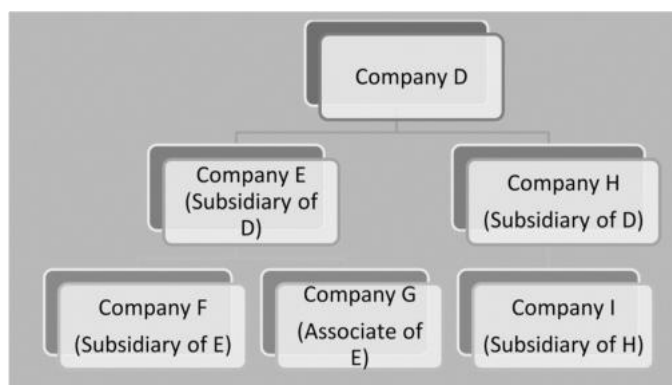 Company D
Company E
(Subsidiary of
D)
Company H
(Subsidiary of D)
Company F
(Subsidiary of E)
Company G
(Associate of
E)
Company I
(Subsidiary of H)